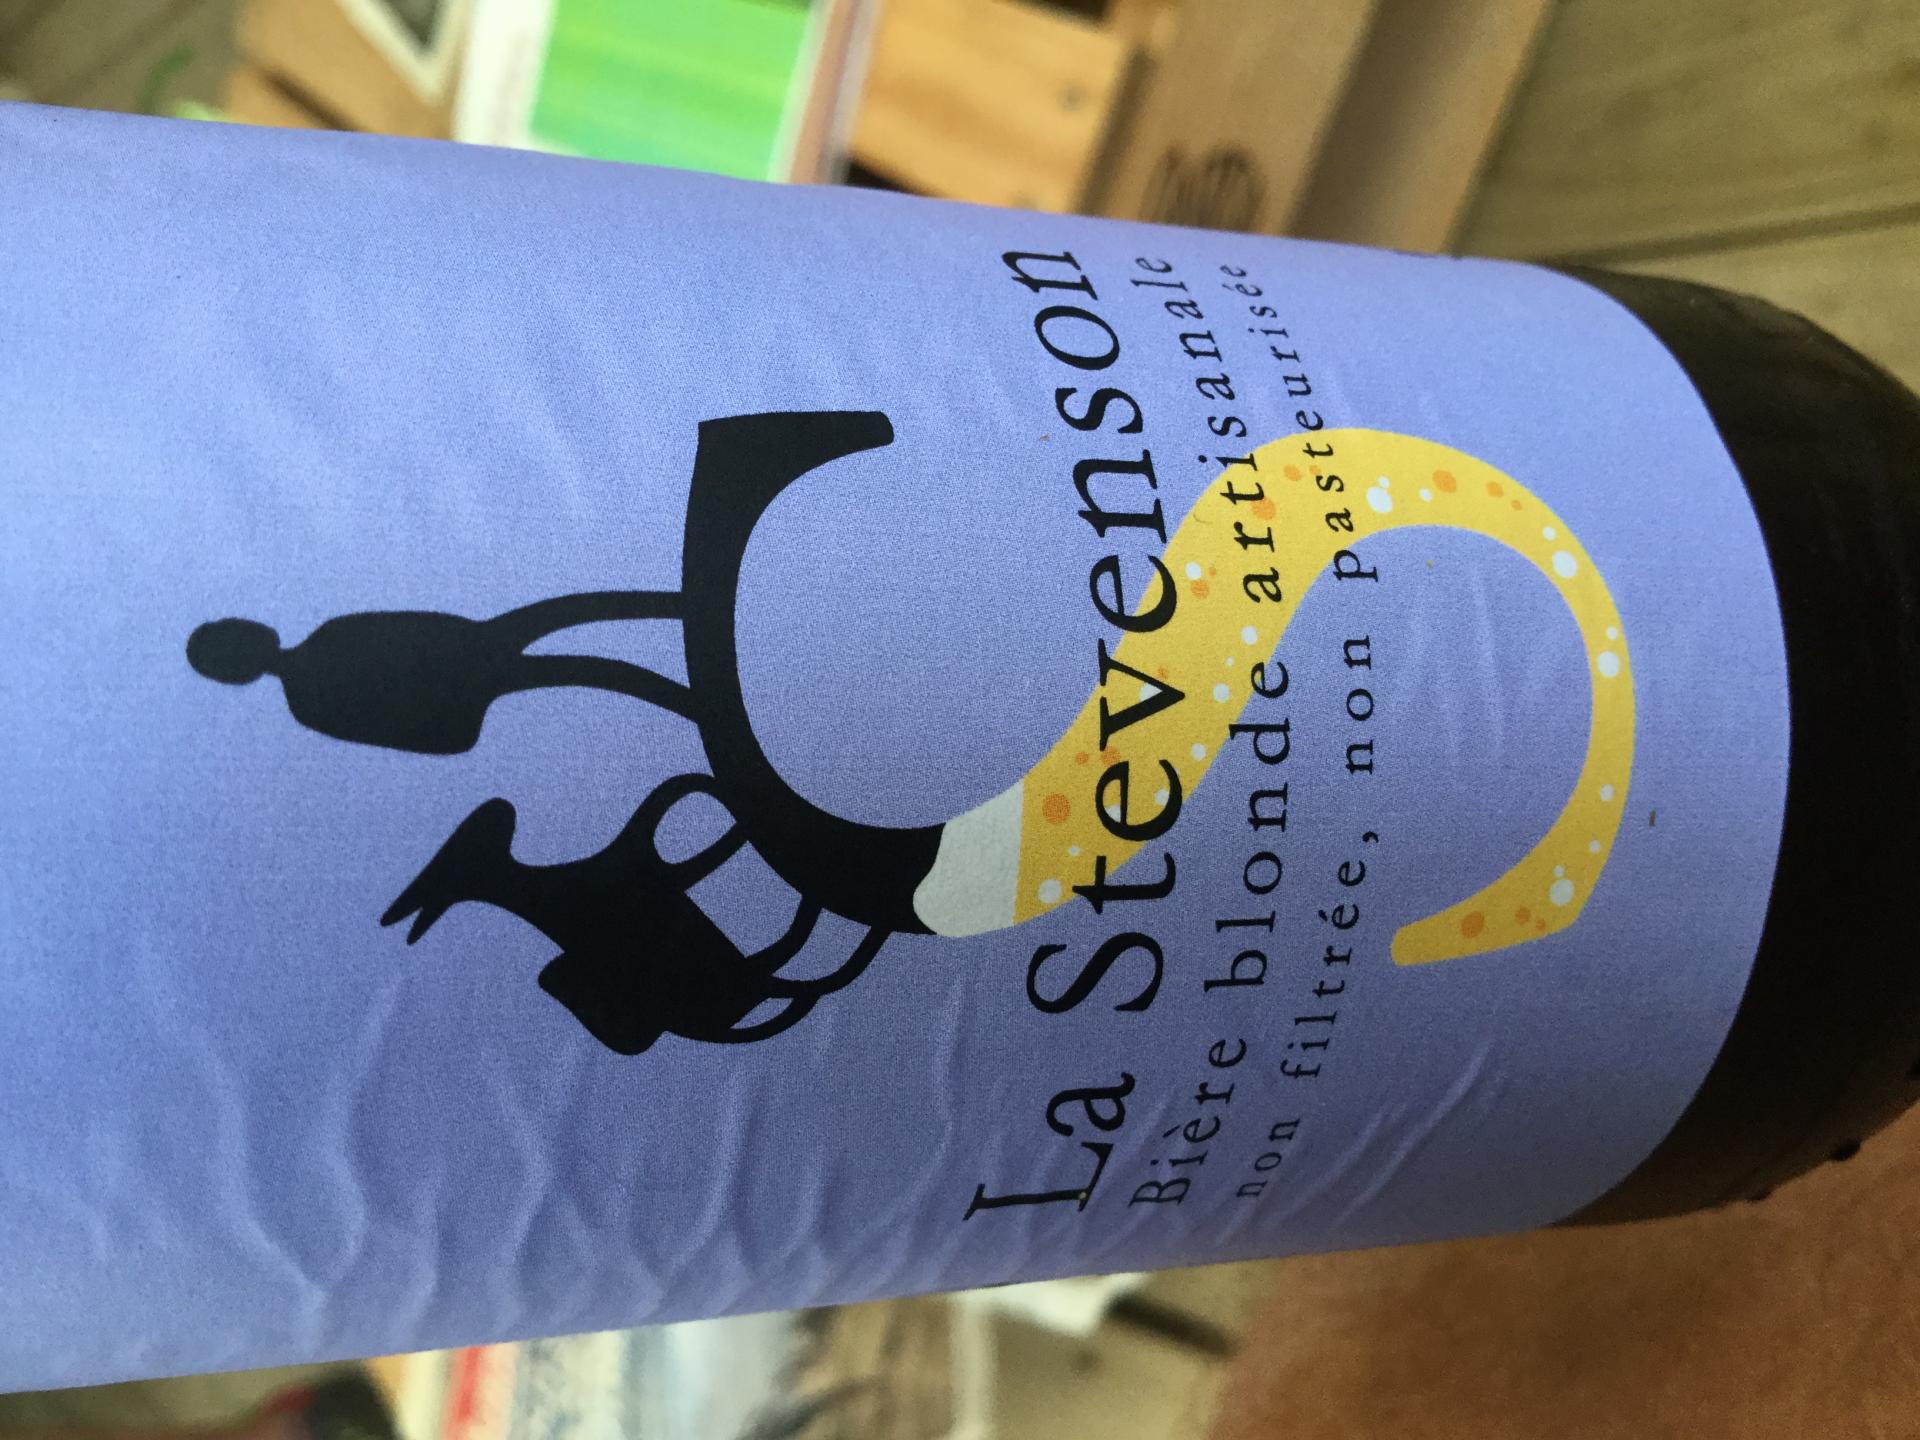 La Stevenson
Bière blonde artisanale
non filtrée, non pasteurisée